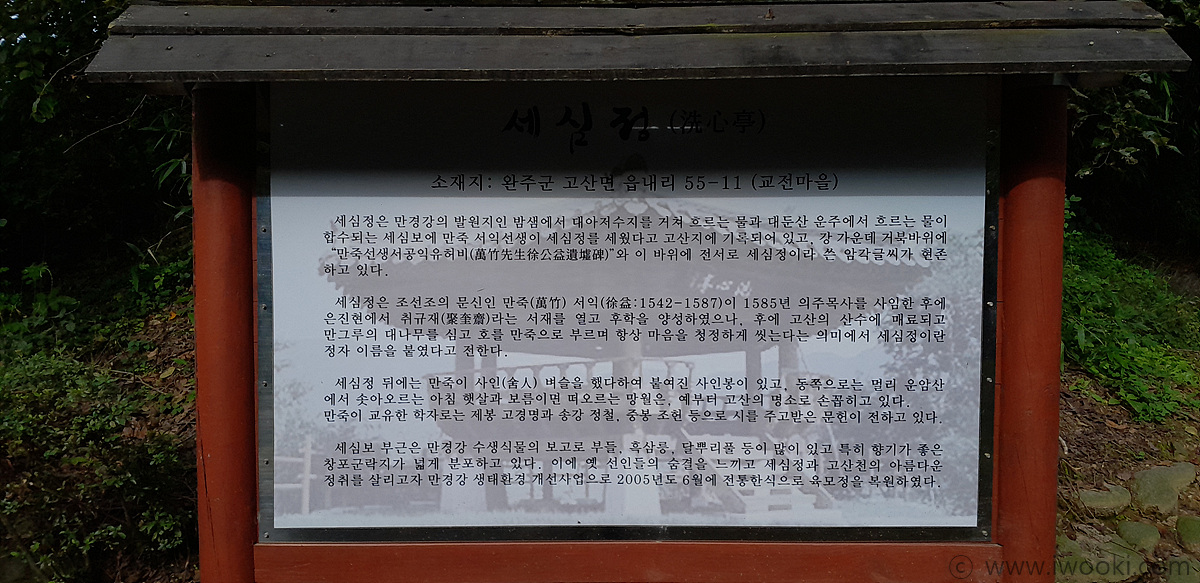 세심정 (洗心亭)
소재지: 완주군 고산면 읍내리 55-11 (교전마을)
세심정은 만경강의 발원지인 밤샘에서 대아저수지를 거쳐 흐르는 물과 대둔산 운주에서 흐르는 물이
합수되는 세심보에 만죽 서익선생이 세심정를 세웠다고 고산지에 기록되어 있고, 강 가운데 거북바위에
"만죽선생서공익유허비(萬竹先生徐公益遺墟碑)"와 이 바위에 전서로 세심정이라 쓴 암각글씨가 현존
하고 있다.
세심정은 조선조의 문신인 만죽(萬竹) 서익(徐益:1542-1587)이 1585년 의주목사를 사임한 후에
은진현에서 취규재(聚奎齋)라는 서재를 열고 후학을 양성하였으나, 후에 고산의 산수에 매료되고
만그루의 대나무를 심고 호를 만죽으로 부르며 항상 마음을 청정하게 씻는다는 의미에서 세심정이란
정자 이름을 붙였다고 전한다.
세심정 뒤에는 만죽이 사인(舍人) 벼슬을 했다하여 붙여진 사인봉이 있고, 동쪽으로는 멀리 운암산
에서 솟아오르는 아침 햇살과 보름이면 떠오르는 망월은, 예부터 고산의 명소로 손꼽히고 있다.
만죽이 교유한 학자로는 제봉 고경명과 송강 정철, 중봉 조헌 등으로 시를 주고받은 문헌이 전하고 있다.
세심보 부근은 만경강 수생식물의 보고로 부들, 흑삼릉, 달뿌리풀 등이 많이 있고 특히 향기가 좋은
창포군락지가 넓게 분포하고 있다. 이에 옛 선인들의 숨결을 느끼고 세심정과 고산천의 아름다운
정취를 살리고자 만경강 생태환경 개선사업으로 2005년도 6월에 전통한식으로 육모정을 복원하였다.
© www.iwooki.com